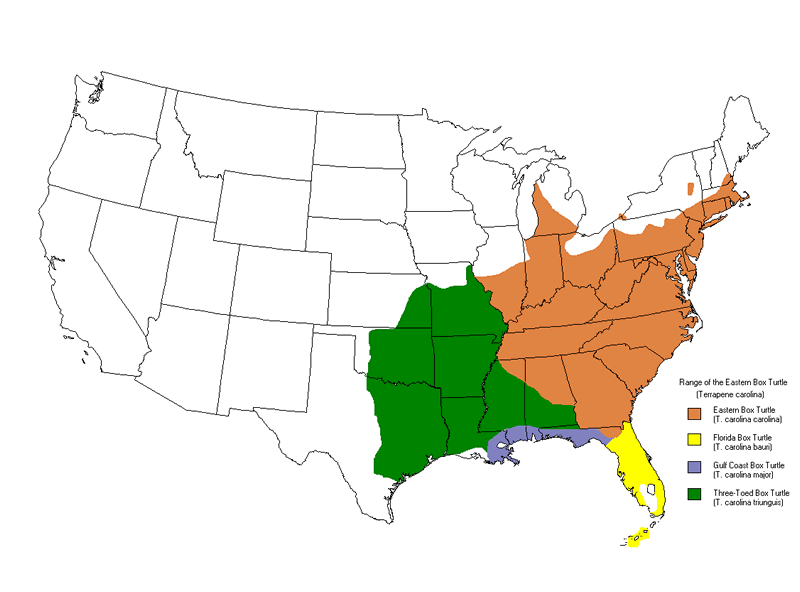 Range of the Eastern Box Turtle
(Terrapene carolina)
Eastern Box Turtle
(T. carolina carolina)
Florida Box Turtle
(T. carolina bauri)
Gulf Coast Box Turtle
(T. carolina major)
Three-Toed Box Turtle
(T. carolina triunguis)